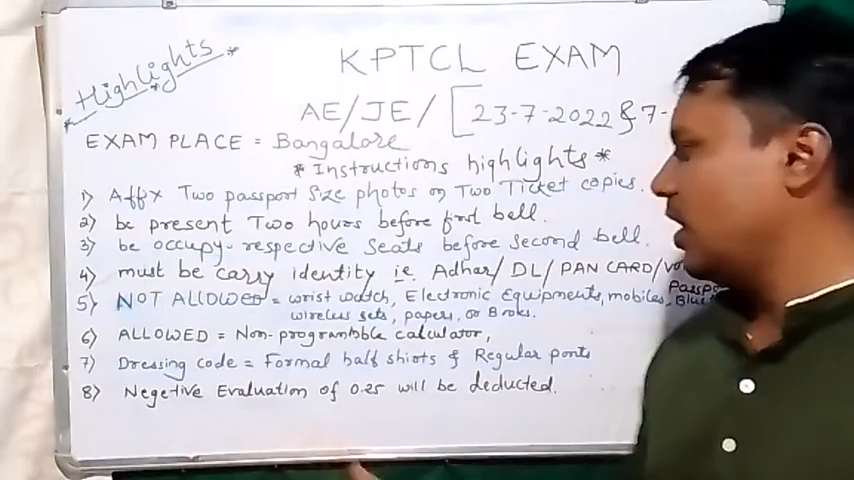 *Highlights*
KPTCL EXAM
AE/JE/ [23-7-2022 & 7-
EXAM PLACE = Bangalore
* Instructions highlights *
1) Affix Two passport Size photos on Two Ticket copies.
2) be present Two hours before first bell.
3) be occupy- respective Seats before second bell.
4) must be carry identity ie Adhar/DL/PAN CARD/Vo
Passpo
5) NOT ALLOWED = wrist watch, Electronic Equipments, mobiles, Bluet
wireless sets, papers, or Books.
6) ALLOWED = Non-programtable calculator,
7) Dressing code = Formal half shirts & Regular ponts
8) Negetive Evaluation of 0.25 will be deducted.